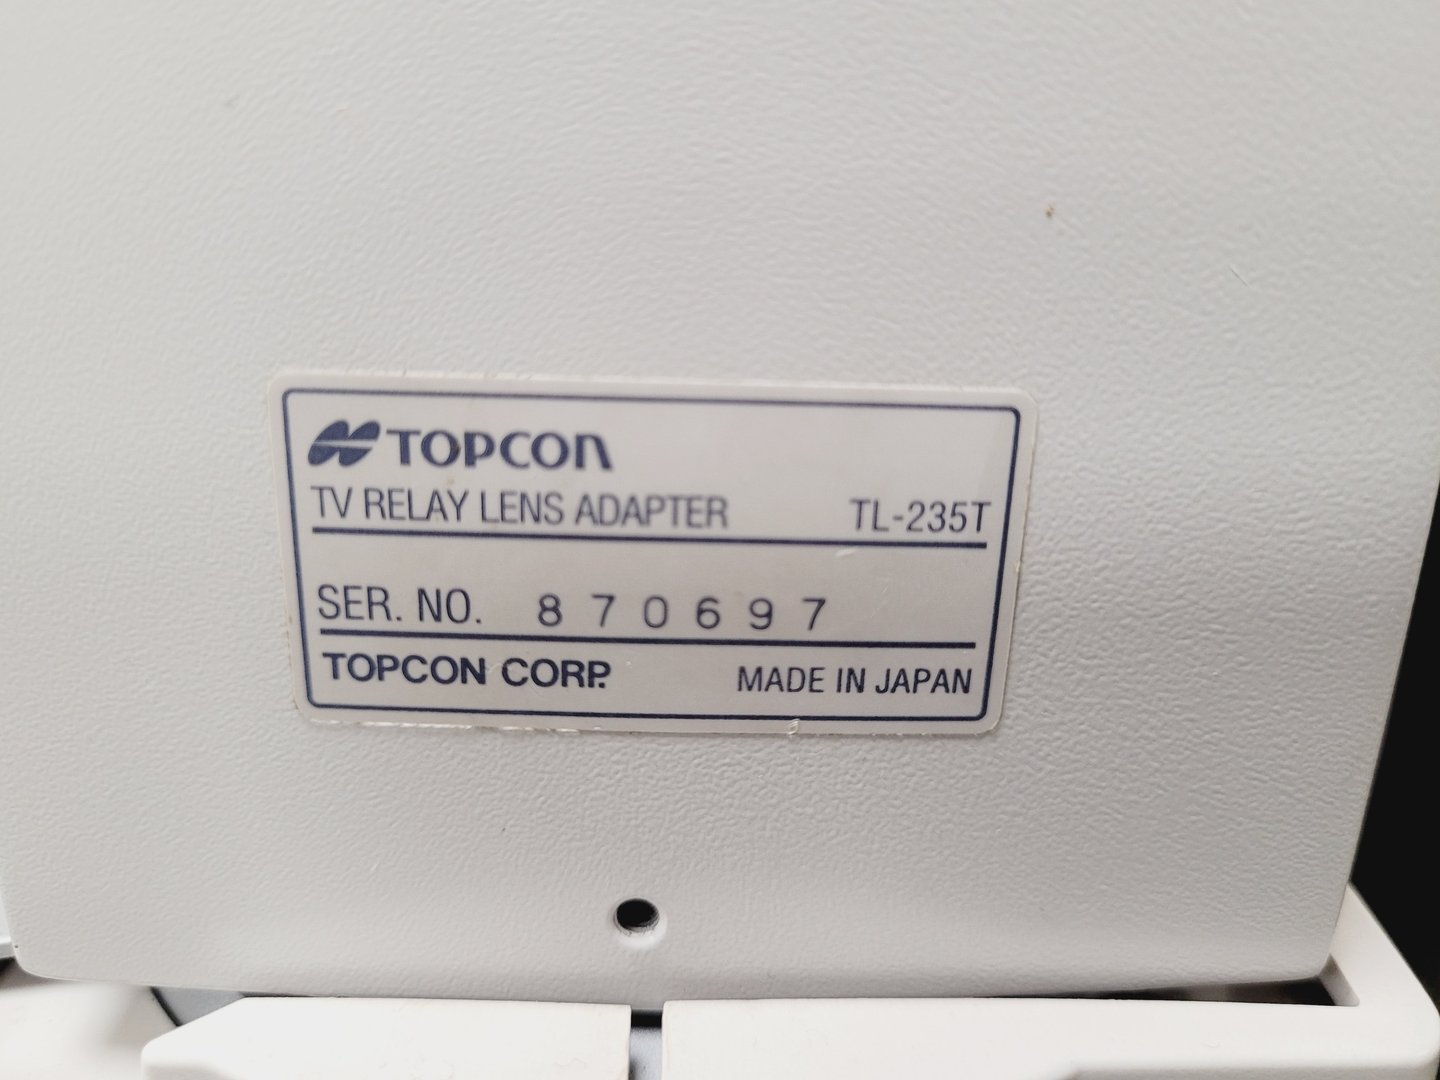 TOPCON
TV RELAY LENS ADAPTER TL-235T
SER. NO. 870697
TOPCON CORP. MADE IN JAPAN